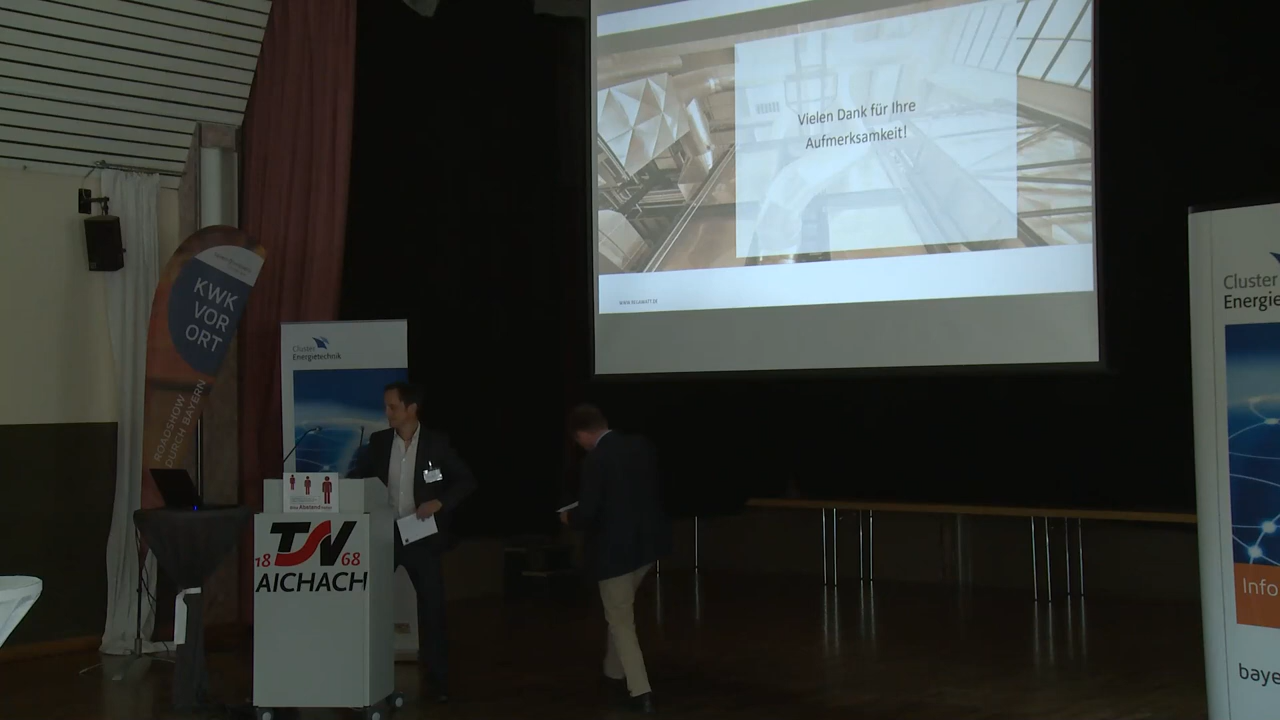 Vielen Dank für Ihre
Aufmerksamkeit!
KWK
VOR
ORT
ROADSHOW
DURCH BAYERN
Cluster
Energietechnik
TSV
18 68
AICHACH
Cluster
Energie
Info
baye